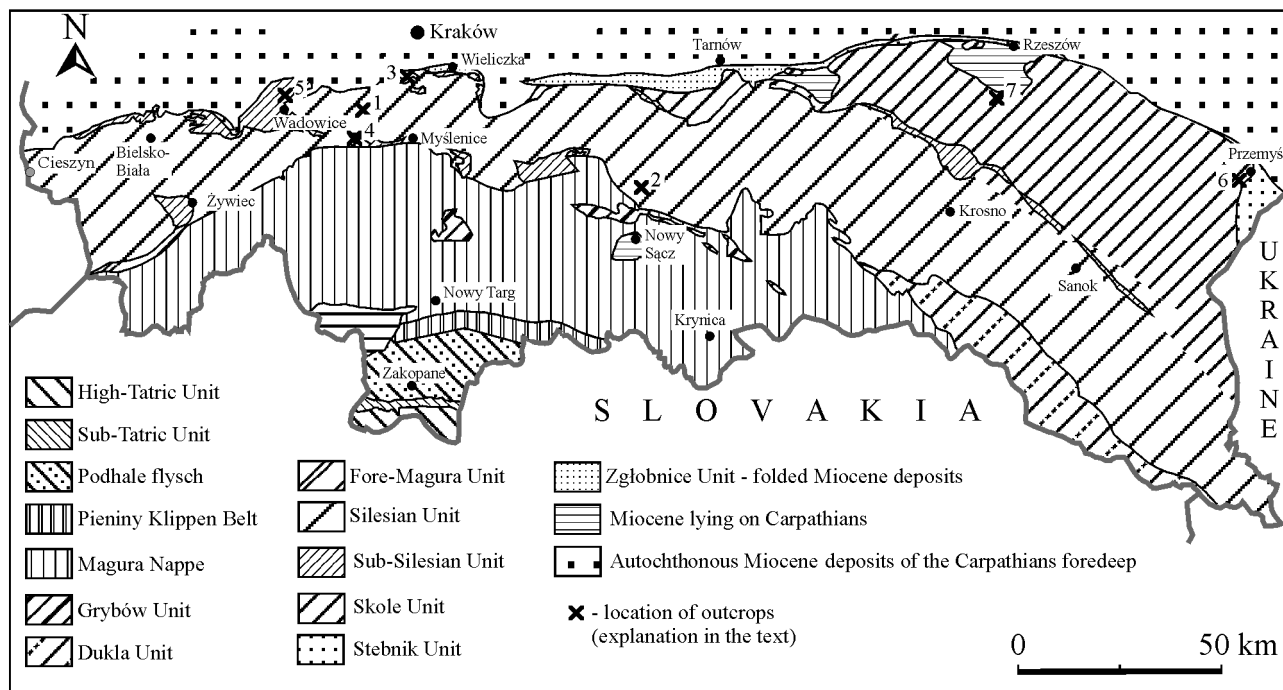 N
Kraków
Wieliczka
Tarnów
Rzeszów
3
5
1
7
Wadowice
4
Myślenice
Bielsko-
Biała
Cieszyn
Przemyś
6
2
Żywiec
Krosno
Nowy
Sącz
Sanok
Nowy Targ
Krynica
Zakopane
UKRAINE
SLOVAKIA
High-Tatric Unit
Sub-Tatric Unit
Podhale flysch
Pieniny Klippen Belt
Magura Nappe
Grybów Unit
Dukla Unit
Fore-Magura Unit
Silesian Unit
Sub-Silesian Unit
Skole Unit
Stebnik Unit
Zgłobnice Unit - folded Miocene deposits
Miocene lying on Carpathians
Autochthonous Miocene deposits of the Carpathians foredeep
- location of outcrops
(explanation in the text)
0 50 km